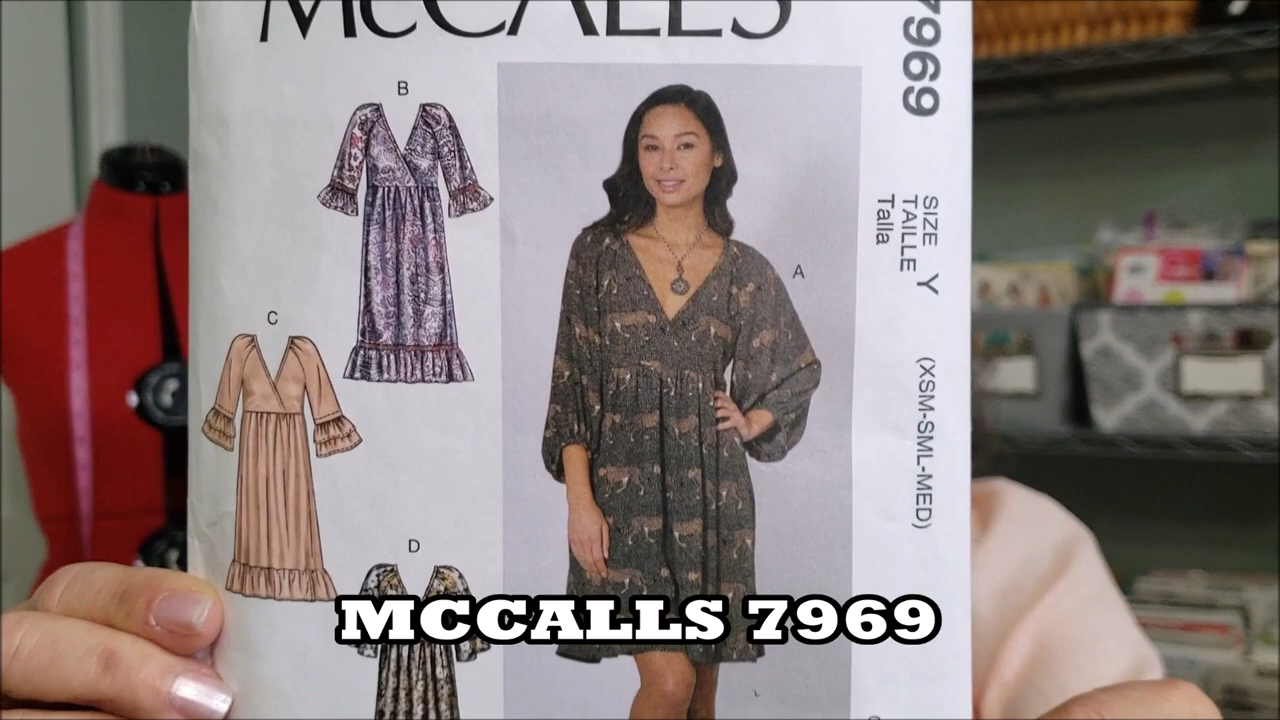 McCALLS
7969
B
A
SIZE Y
TAILLE
Talla
C
(XSM-SML-MED)
D
MCCALLS 7969